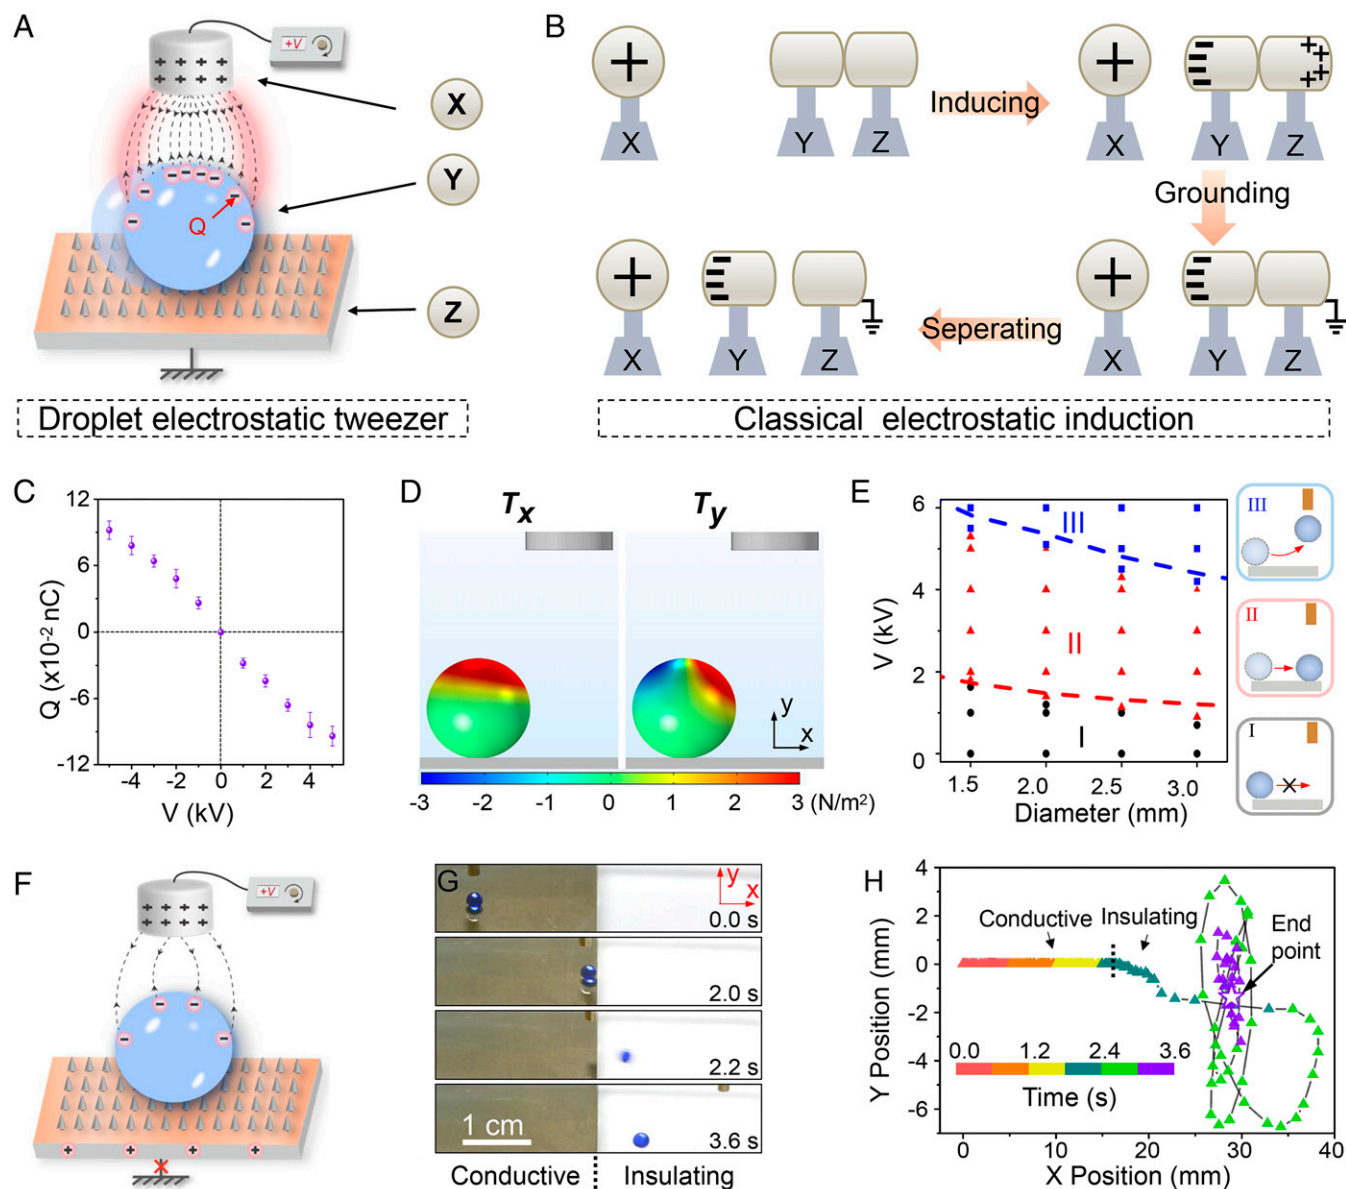 A
+V
X
Y
Q
Z
Droplet electrostatic tweezer
B
X
Y
Z
Inducing
X
Y
Z
Grounding
X
Y
Z
Seperating
X
Y
Z
Classical electrostatic induction
C
12
6
0
-6
-12
Q (x10⁻² nC)
-4 -2 0 2 4
V (kV)
D
Tx
Ty
y
x
-3 -2 -1 0 1 2 3 (N/m²)
E
6
4
2
0
V (kV)
III
II
I
1.5 2.0 2.5 3.0
Diameter (mm)
III
II
I
F
+V
G
y
x
0.0 s
2.0 s
2.2 s
1 cm
3.6 s
Conductive
Insulating
H
4
2
0
-2
-4
-6
Y Position (mm)
Conductive
Insulating
End
point
0.0 1.2 2.4 3.6
Time (s)
0 10 20 30 40
X Position (mm)